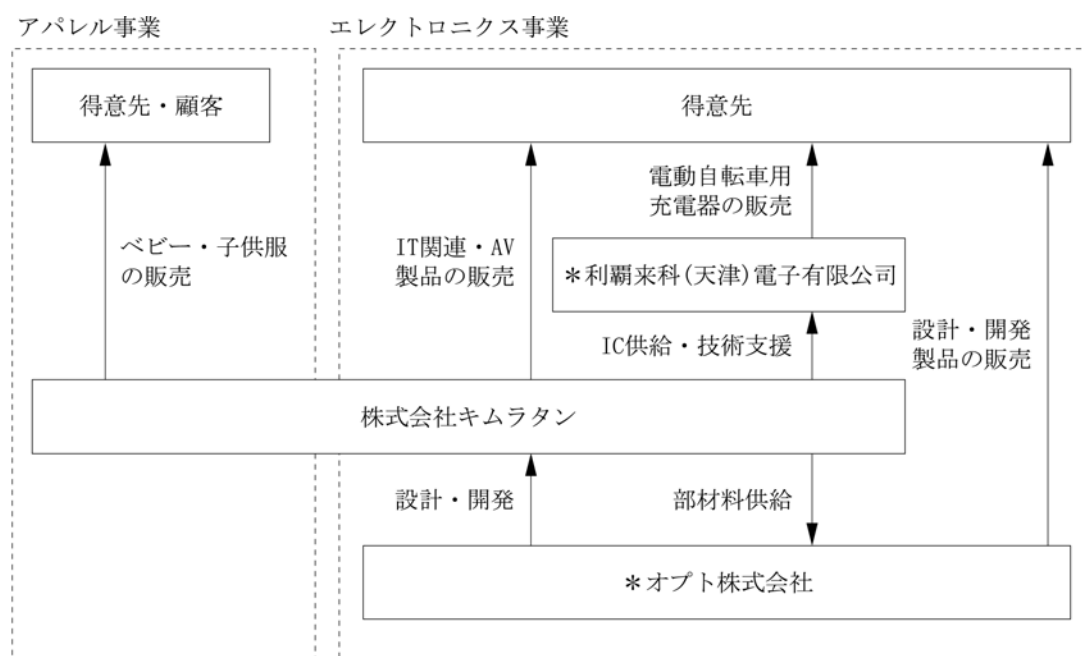 アパレル事業
エレクトロニクス事業
得意先・顧客
得意先
電動自転車用
充電器の販売
ベビー・子供服
の販売
IT関連・AV
製品の販売
＊利覇来科(天津)電子有限公司
設計・開発
製品の販売
IC供給・技術支援
株式会社キムラタン
設計・開発
部材料供給
＊オプト株式会社